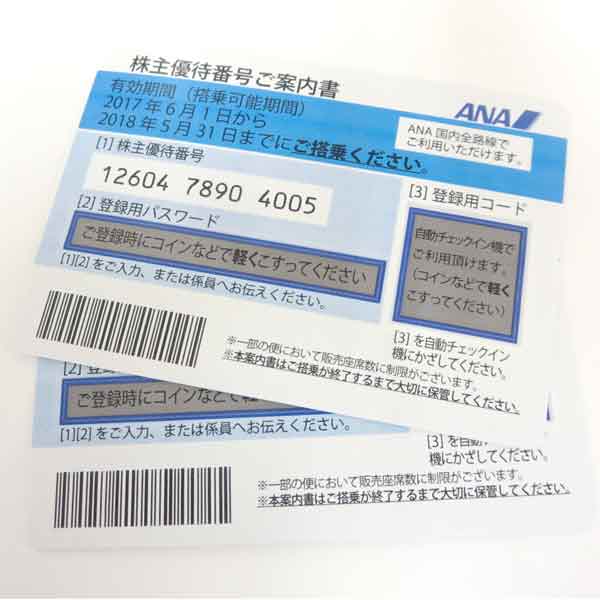 株主優待番号ご案内書
有効期間（搭乗可能期間）
2017年6月1日から
2018年5月31日までにご搭乗ください。
ANA
ANA 国内全路線で
ご利用いただけます。
[1] 株主優待番号
12604 7890 4005
[2] 登録用パスワード
ご登録時にコインなどで軽くこすってください
[1][2] をご入力、または係員へお伝えください。
[3] 登録用コード
自動チェックイン機で
ご利用頂けます。
（コインなどで軽く
こすってください）
[3] を自動チェックイン
機にかざしてください。
※一部の便において販売座席数に制限がございます。
※本案内書はご搭乗が終了するまで大切に保管してください。
[2] 登録
ご登録時にコインなどで軽く
[1][2] をご入力、または係員へお伝えください。
[3] を自動チェック
機にかざしてくださ
※一部の便において販売座席数に制限がございます。
※本案内書はご搭乗が終了するまで大切に保管してください。